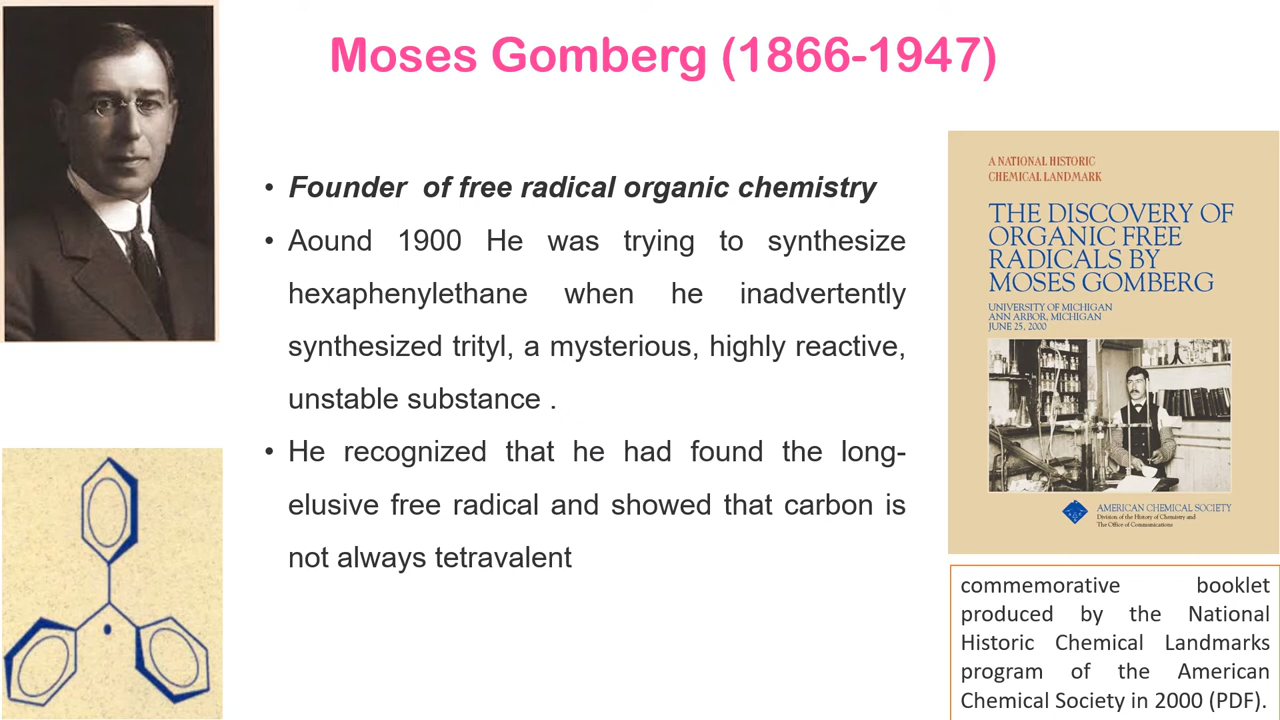 Moses Gomberg (1866-1947)
• Founder of free radical organic chemistry
• Aound 1900 He was trying to synthesize
hexaphenylethane when he inadvertently
synthesized trityl, a mysterious, highly reactive,
unstable substance .
• He recognized that he had found the long-
elusive free radical and showed that carbon is
not always tetravalent
A NATIONAL HISTORIC
CHEMICAL LANDMARK
THE DISCOVERY OF
ORGANIC FREE
RADICALS BY
MOSES GOMBERG
UNIVERSITY OF MICHIGAN
ANN ARBOR, MICHIGAN
JUNE 25, 2000
AMERICAN CHEMICAL SOCIETY
Division of the History of Chemistry and
The Office of Communications
commemorative booklet
produced by the National
Historic Chemical Landmarks
program of the American
Chemical Society in 2000 (PDF).